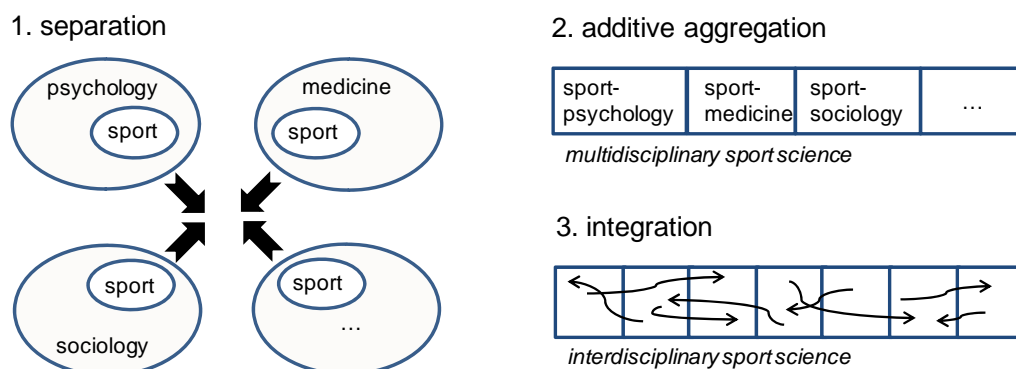 1. separation
psychology
sport
medicine
sport
sport
sociology
sport
...
2. additive aggregation
sport-
psychology
sport-
medicine
sport-
sociology
...
multidisciplinary sport science
3. integration
interdisciplinary sport science